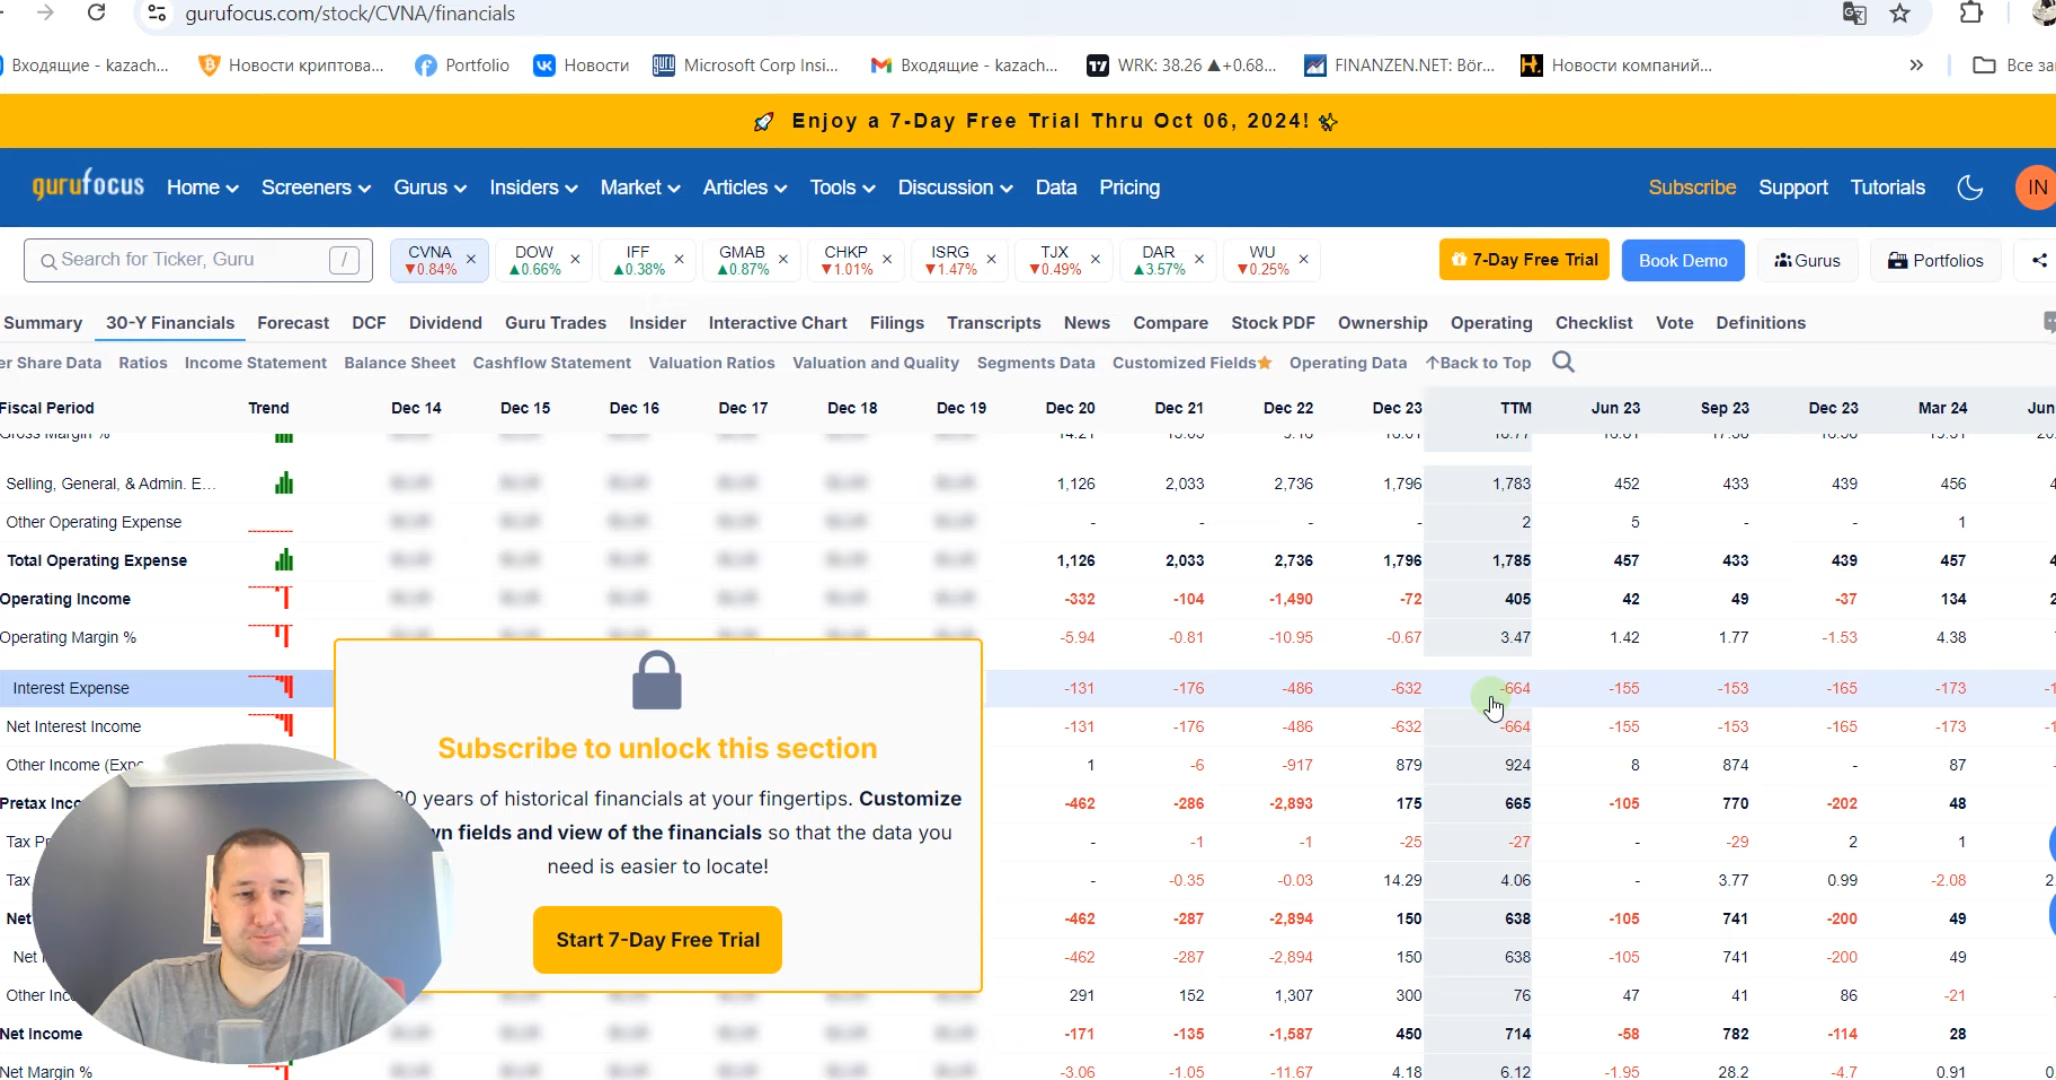 gurufocus.com/stock/CVNA/financials
Входящие - kazach... Новости криптова... Portfolio Новости Microsoft Corp Insi... Входящие - kazach... WRK: 38.26 ▲+0.68... FINANZEN.NET: Bör... Новости компаний... » Все за
🚀 Enjoy a 7-Day Free Trial Thru Oct 06, 2024! ✨
gurufocus Home Screeners Gurus Insiders Market Articles Tools Discussion Data Pricing Subscribe Support Tutorials IN
Search for Ticker, Guru / CVNA × DOW × IFF × GMAB × CHKP × ISRG × TJX × DAR × WU × 7-Day Free Trial Book Demo Gurus Portfolios
▼0.84% ▲0.66% ▲0.38% ▲0.87% ▼1.01% ▼1.47% ▼0.49% ▲3.57% ▼0.25%
Summary 30-Y Financials Forecast DCF Dividend Guru Trades Insider Interactive Chart Filings Transcripts News Compare Stock PDF Ownership Operating Checklist Vote Definitions
er Share Data Ratios Income Statement Balance Sheet Cashflow Statement Valuation Ratios Valuation and Quality Segments Data Customized Fields Operating Data ↑Back to Top
Fiscal Period Trend Dec 14 Dec 15 Dec 16 Dec 17 Dec 18 Dec 19 Dec 20 Dec 21 Dec 22 Dec 23 TTM Jun 23 Sep 23 Dec 23 Mar 24 Jun
Gross Margin %
Selling, General, & Admin. E... 1,126 2,033 2,736 1,796 1,783 452 433 439 456
Other Operating Expense - - - - 2 5 - - 1
Total Operating Expense 1,126 2,033 2,736 1,796 1,785 457 433 439 457
Operating Income -332 -104 -1,490 -72 405 42 49 -37 134
Operating Margin % -5.94 -0.81 -10.95 -0.67 3.47 1.42 1.77 -1.53 4.38
Interest Expense -131 -176 -486 -632 -664 -155 -153 -165 -173
Net Interest Income -131 -176 -486 -632 -664 -155 -153 -165 -173
Other Income (Expe 1 -6 -917 879 924 8 874 - 87
Pretax Inco -462 -286 -2,893 175 665 -105 770 -202 48
Tax Pr - -1 -1 -25 -27 - -29 2 1
Tax - -0.35 -0.03 14.29 4.06 - 3.77 0.99 -2.08 2.
Net -462 -287 -2,894 150 638 -105 741 -200 49
Net I -462 -287 -2,894 150 638 -105 741 -200 49
Other Inc 291 152 1,307 300 76 47 41 86 -21
Net Income -171 -135 -1,587 450 714 -58 782 -114 28
Net Margin % -3.06 -1.05 -11.67 4.18 6.12 -1.95 28.2 -4.7 0.91 0.
Subscribe to unlock this section
0 years of historical financials at your fingertips. Customize
wn fields and view of the financials so that the data you
need is easier to locate!
Start 7-Day Free Trial